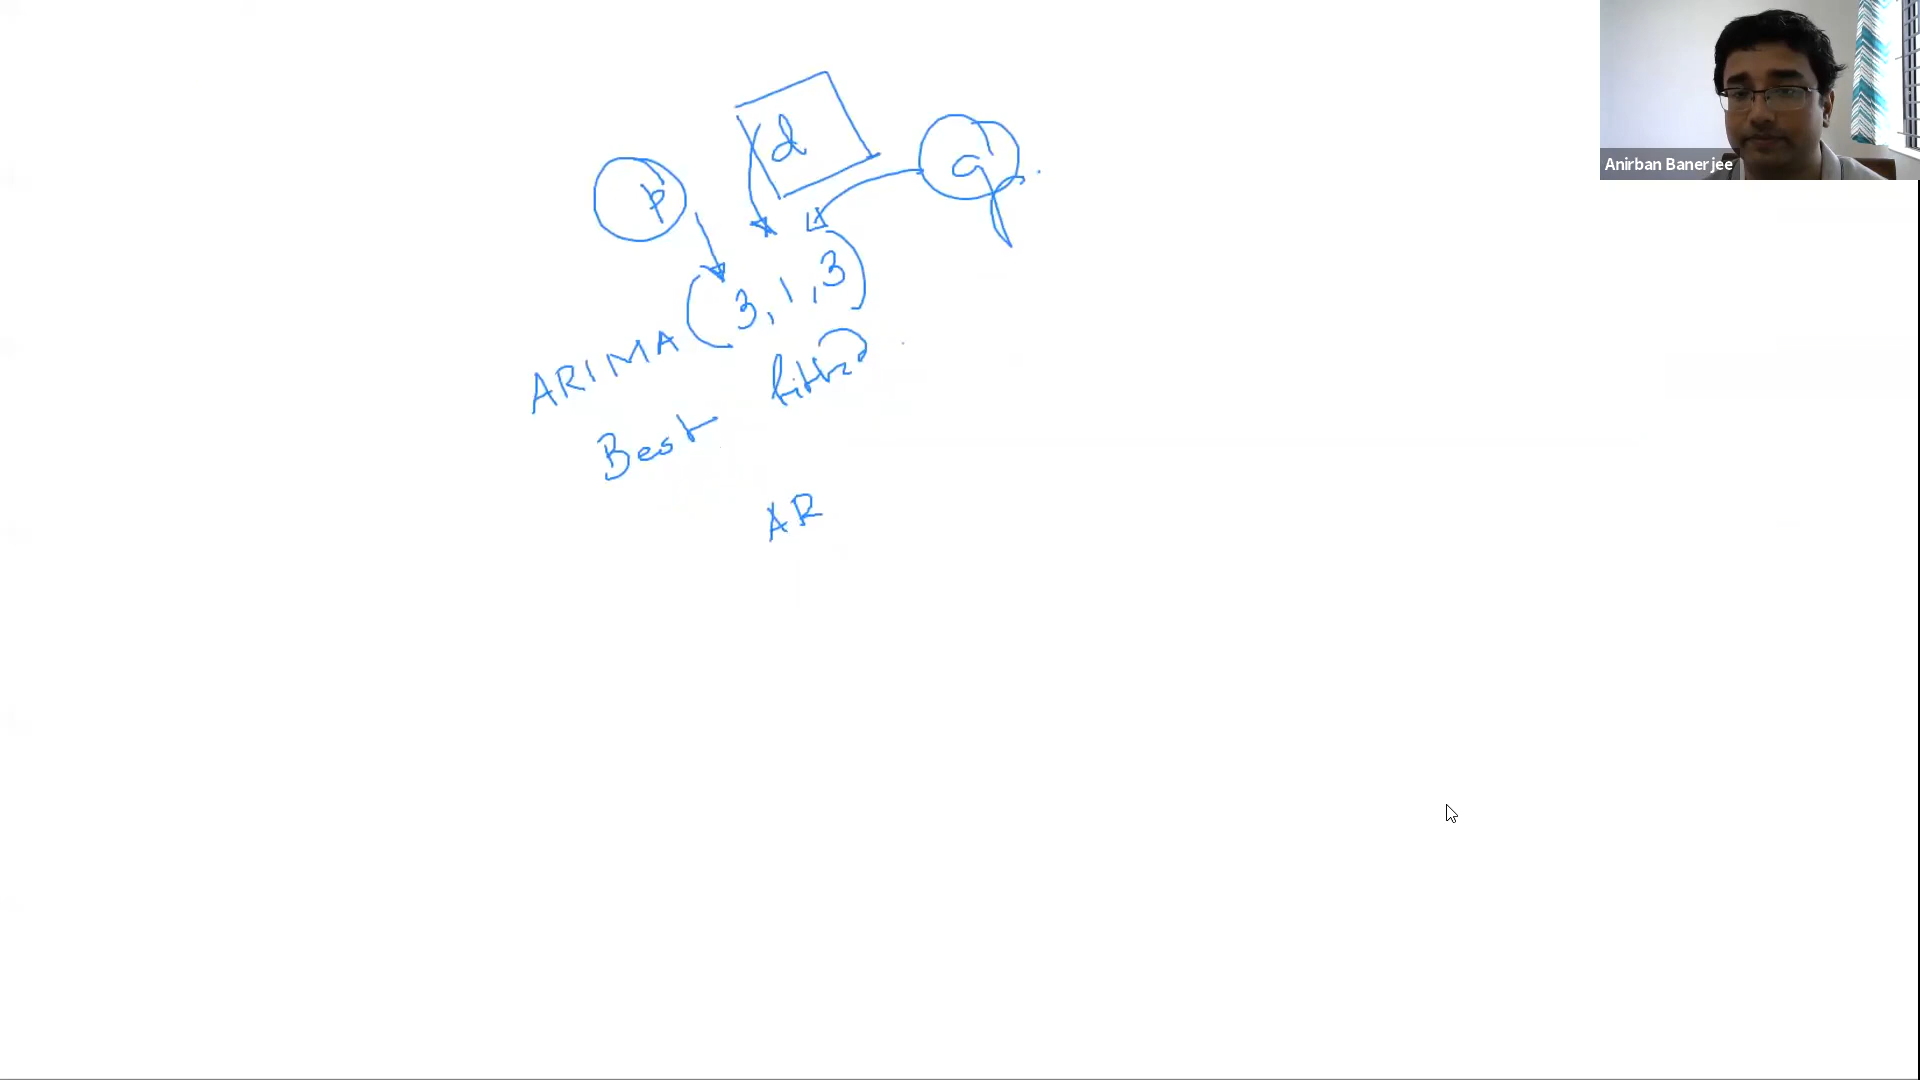 d
p q
ARIMA (3, 1, 3)
Best fitted
AR
Anirban Banerjee